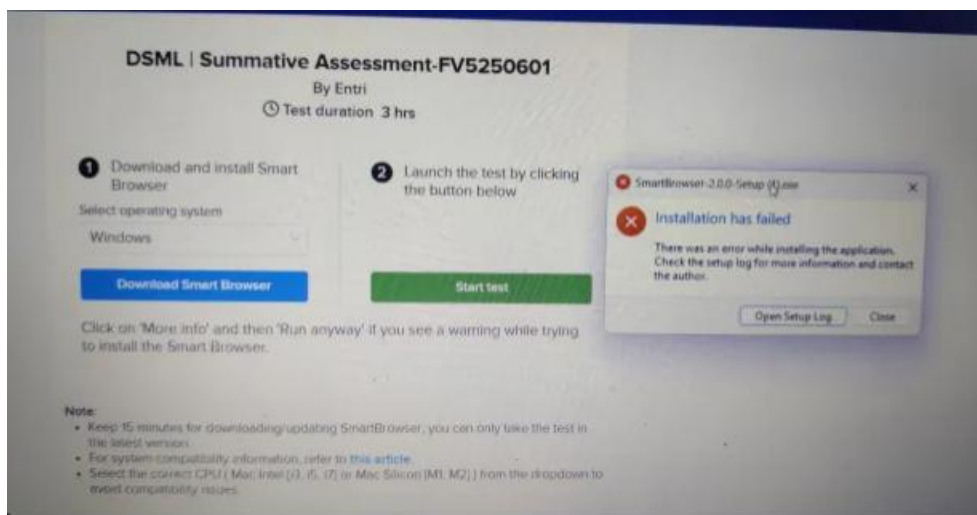 DSML | Summative Assessment-FV5250601
By Entri
Test duration 3 hrs
1 Download and install Smart
Browser
Select operating system
Windows
Download Smart Browser
2 Launch the test by clicking
the button below
Start test
Click on 'More info' and then 'Run anyway' if you see a warning while trying
to install the Smart Browser.
Note:
• Keep 15 minutes for downloading/updating SmartBrowser, you can only take the test in
the latest version.
• For system compatibility information, refer to this article.
• Select the correct CPU ( Mac Intel [i3, i5, i7] or Mac Silicon [M1, M2] ) from the dropdown to
avoid compatibility issues.
SmartBrowser-2.0.0-Setup .exe
Installation has failed
There was an error while installing the application.
Check the setup log for more information and contact
the author.
Open Setup Log
Close